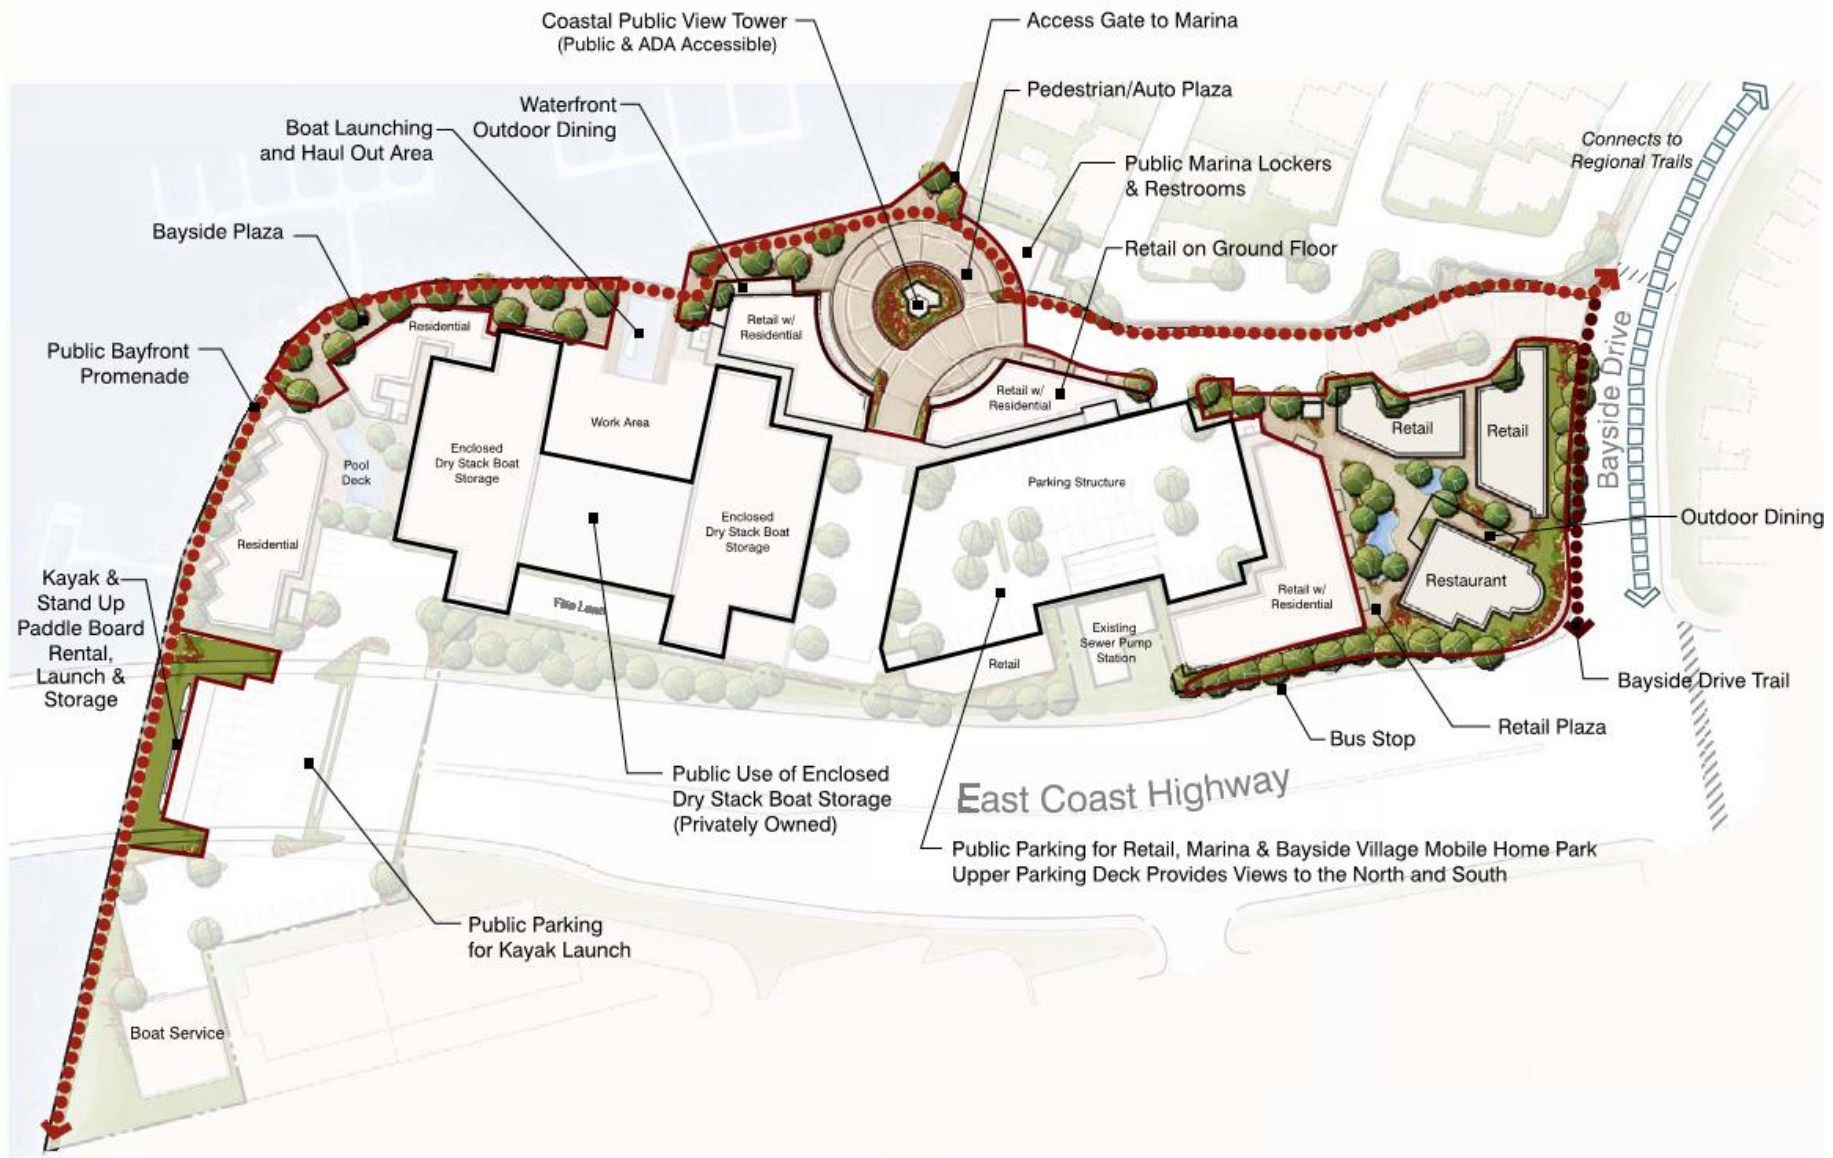 Coastal Public View Tower
(Public & ADA Accessible)
Access Gate to Marina
Pedestrian/Auto Plaza
Waterfront
Outdoor Dining
Boat Launching
and Haul Out Area
Connects to
Regional Trails
Public Marina Lockers
& Restrooms
Bayside Plaza
Retail on Ground Floor
Residential
Retail w/
Residential
Public Bayfront
Promenade
Bayside Drive
Retail w/
Residential
Work Area
Retail
Retail
Enclosed
Dry Stack Boat
Storage
Pool
Deck
Parking Structure
Enclosed
Dry Stack Boat
Storage
Outdoor Dining
Residential
Restaurant
Kayak &
Stand Up
Paddle Board
Rental,
Launch &
Storage
Retail w/
Residential
Existing
Sewer Pump
Station
Retail
Bayside Drive Trail
Retail Plaza
Bus Stop
Public Use of Enclosed
Dry Stack Boat Storage
(Privately Owned)
East Coast Highway
Public Parking for Retail, Marina & Bayside Village Mobile Home Park
Upper Parking Deck Provides Views to the North and South
Public Parking
for Kayak Launch
Boat Service